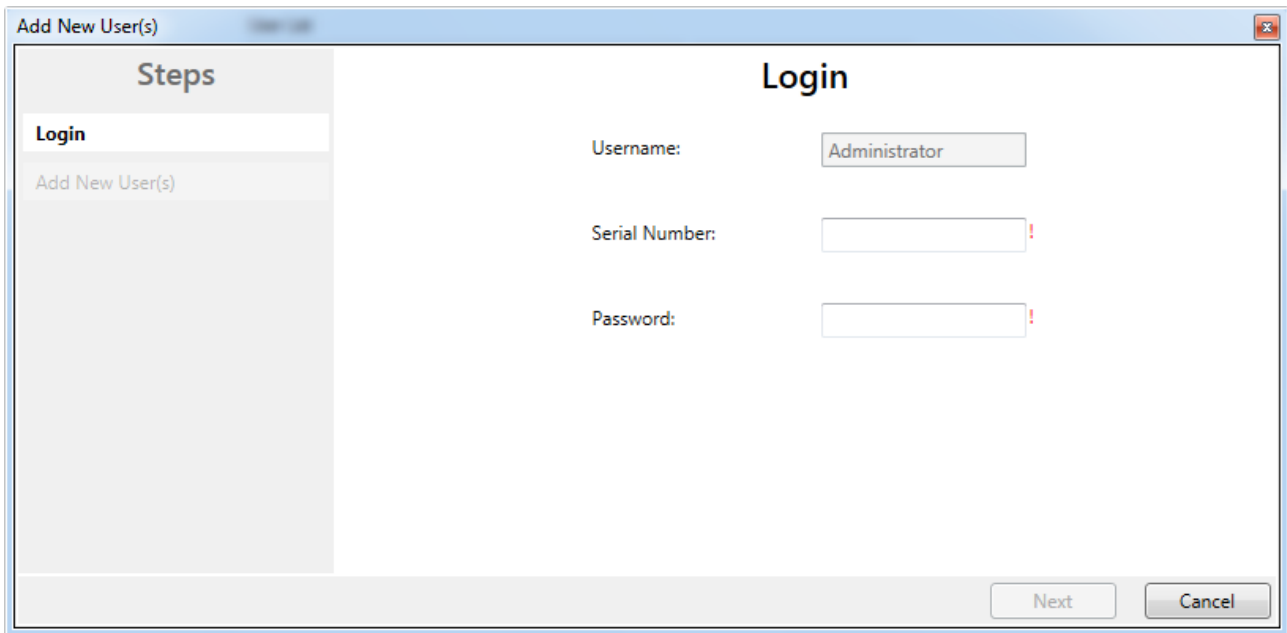 Add New User(s)
Steps
Login
Add New User(s)
Login
Username:
Administrator
Serial Number:
!
Password:
!
Next
Cancel